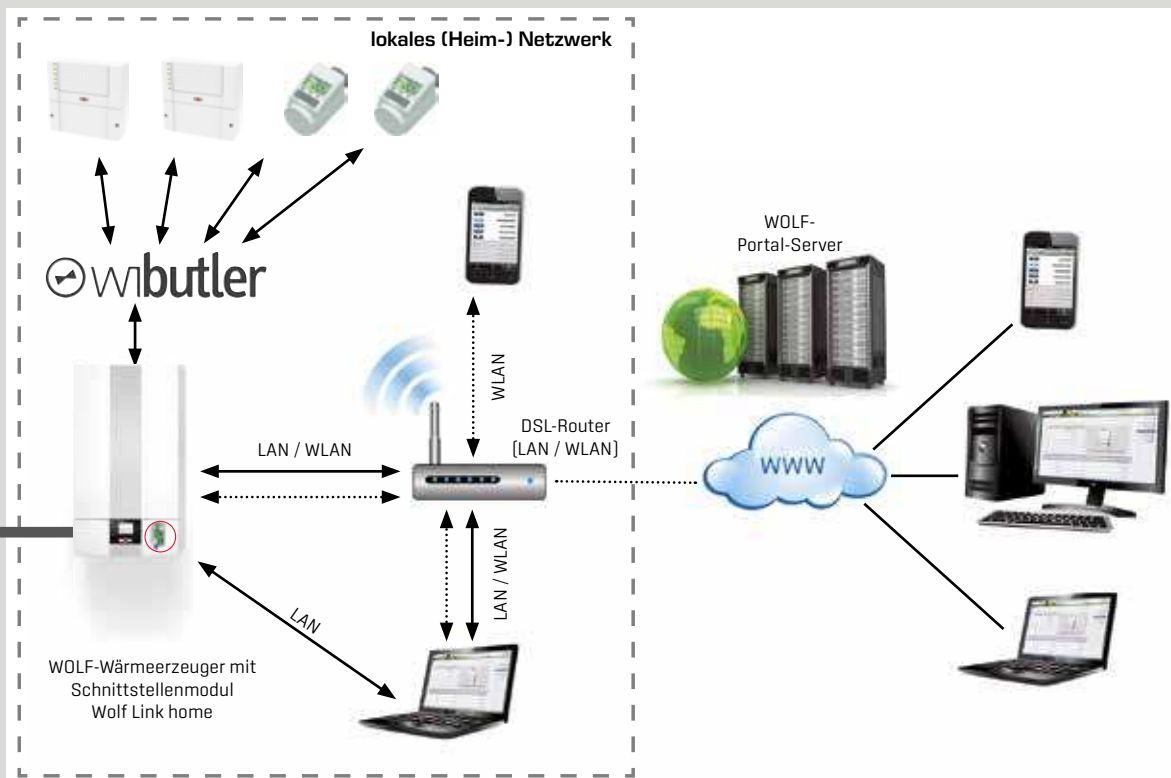 lokales (Heim-) Netzwerk
wibutler
WOLF-
Portal-Server
WLAN
DSL-Router
(LAN / WLAN)
LAN / WLAN
www
LAN / WLAN
LAN
WOLF-Wärmeerzeuger mit
Schnittstellenmodul
Wolf Link home